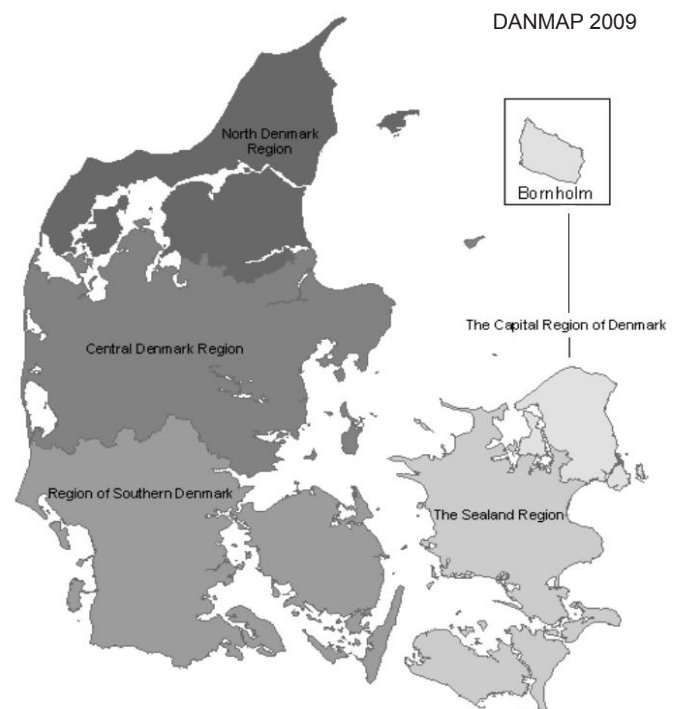 DANMAP 2009
North Denmark
Region
Bornholm
The Capital Region of Denmark
Central Denmark Region
Region of Southern Denmark
The Sealand Region